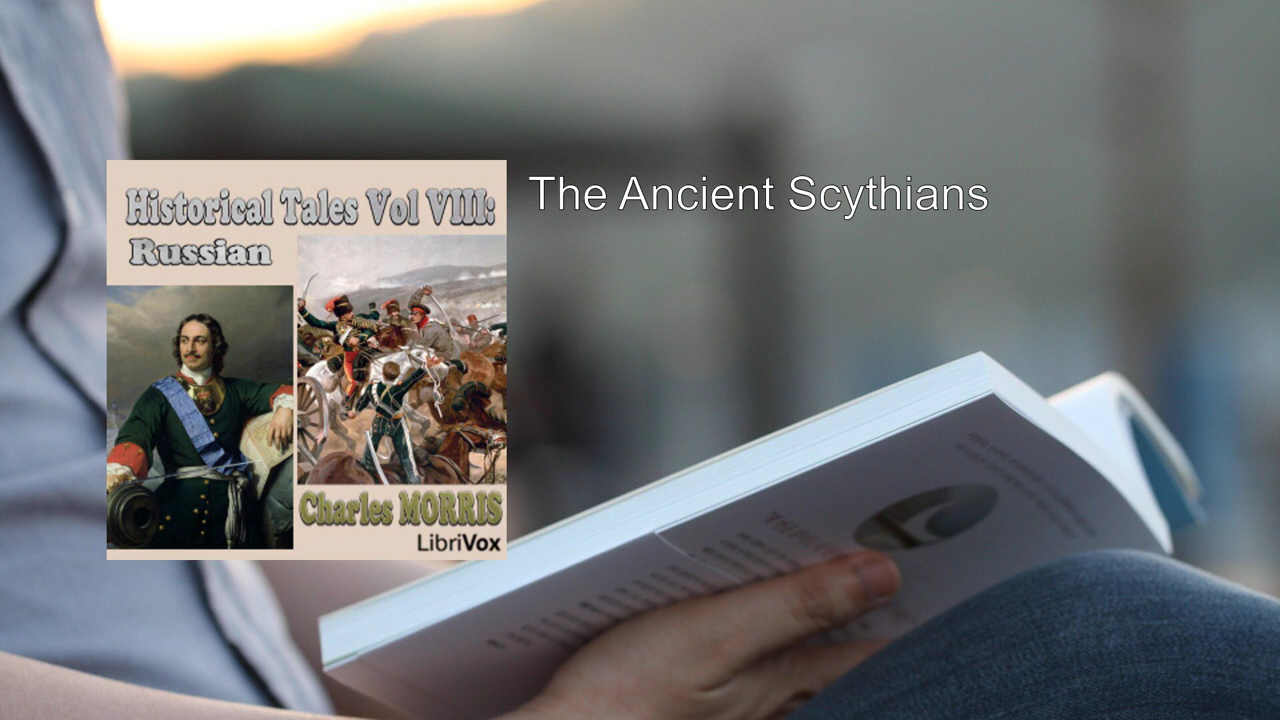 Historical Tales Vol VIII:
Russian
Charles MORRIS
LibriVox
The Ancient Scythians